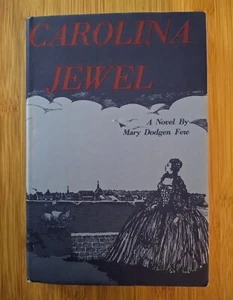 CAROLINA
JEWEL
A Novel By
Mary Dodgen Few